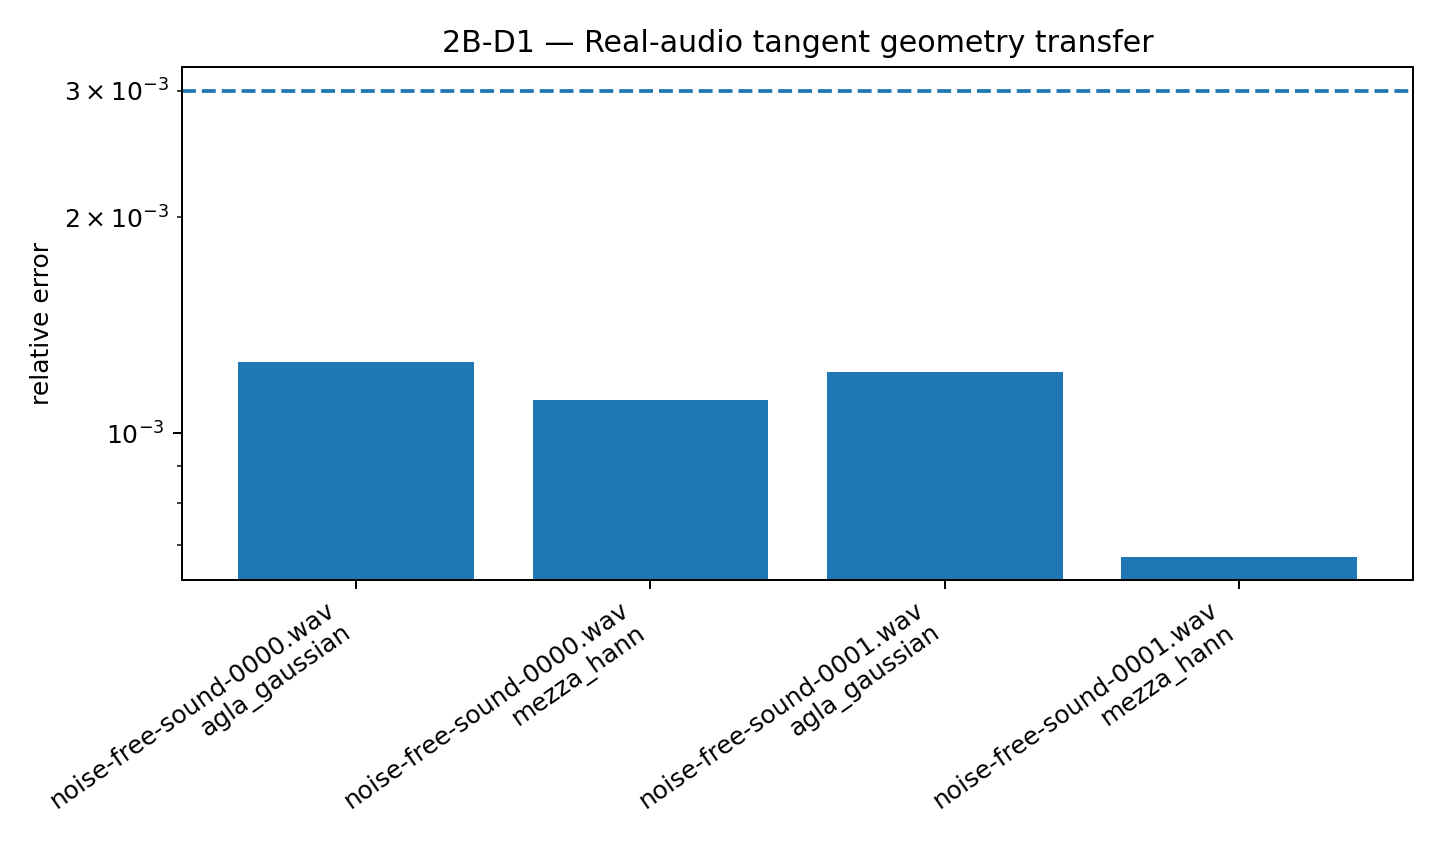 2B-D1 — Real-audio tangent geometry transfer
3 × 10⁻³
2 × 10⁻³
10⁻³
relative error
noise-free-sound-0000.wav
agla_gaussian
noise-free-sound-0000.wav
mezza_hann
noise-free-sound-0001.wav
agla_gaussian
noise-free-sound-0001.wav
mezza_hann